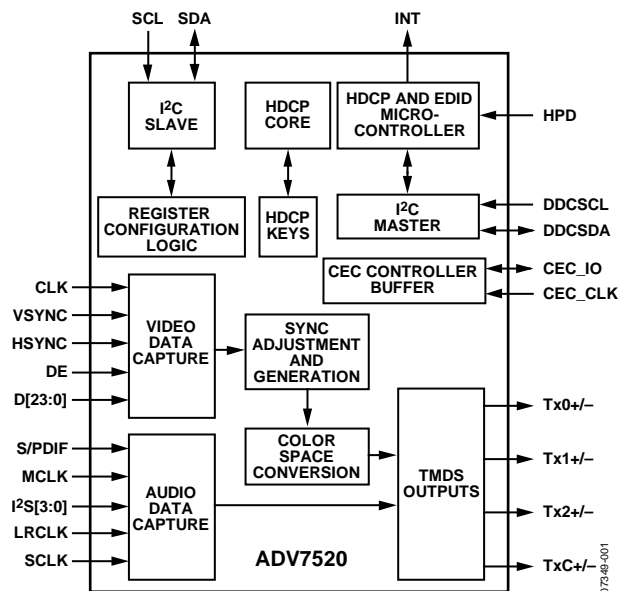 SCL SDA INT
I²C
SLAVE
HDCP
CORE
HDCP AND EDID
MICRO-
CONTROLLER
HPD
REGISTER
CONFIGURATION
LOGIC
HDCP
KEYS
I²C
MASTER
DDCSCL
DDCSDA
CEC CONTROLLER
BUFFER
CEC_IO
CEC_CLK
CLK
VSYNC
HSYNC
DE
D[23:0]
VIDEO
DATA
CAPTURE
SYNC
ADJUSTMENT
AND
GENERATION
COLOR
SPACE
CONVERSION
S/PDIF
MCLK
I²S[3:0]
LRCLK
SCLK
AUDIO
DATA
CAPTURE
TMDS
OUTPUTS
Tx0+/–
Tx1+/–
Tx2+/–
TxC+/–
ADV7520
07349-001